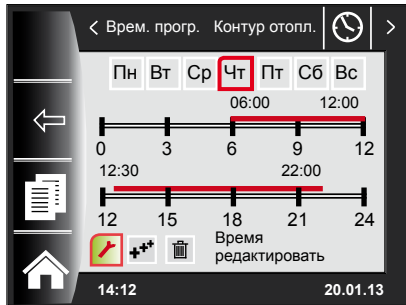 Врем. прогр. Контур отопл.
Пн Вт Ср Чт Пт Сб Вс
06:00 12:00
0 3 6 9 12
12:30 22:00
12 15 18 21 24
Время
редактировать
14:12 20.01.13